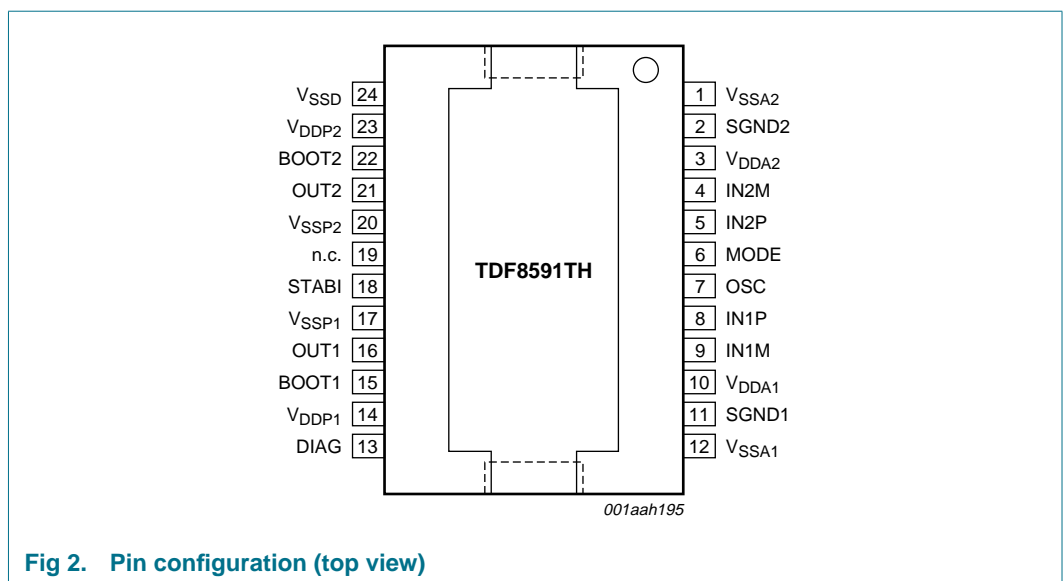 VSSD 24
VDDP2 23
BOOT2 22
OUT2 21
VSSP2 20
n.c. 19
STABI 18
VSSP1 17
OUT1 16
BOOT1 15
VDDP1 14
DIAG 13
TDF8591TH
1 VSSA2
2 SGND2
3 VDDA2
4 IN2M
5 IN2P
6 MODE
7 OSC
8 IN1P
9 IN1M
10 VDDA1
11 SGND1
12 VSSA1
001aah195
Fig 2. Pin configuration (top view)